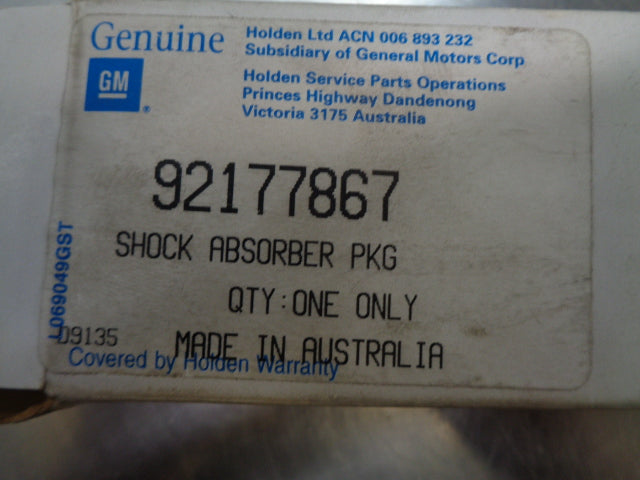 Genuine
GM
®
Holden Ltd ACN 006 893 232
Subsidiary of General Motors Corp
Holden Service Parts Operations
Princes Highway Dandenong
Victoria 3175 Australia
92177867
SHOCK ABSORBER PKG
QTY:ONE ONLY
L069049GST
D9135
MADE IN AUSTRALIA
Covered by Holden Warranty